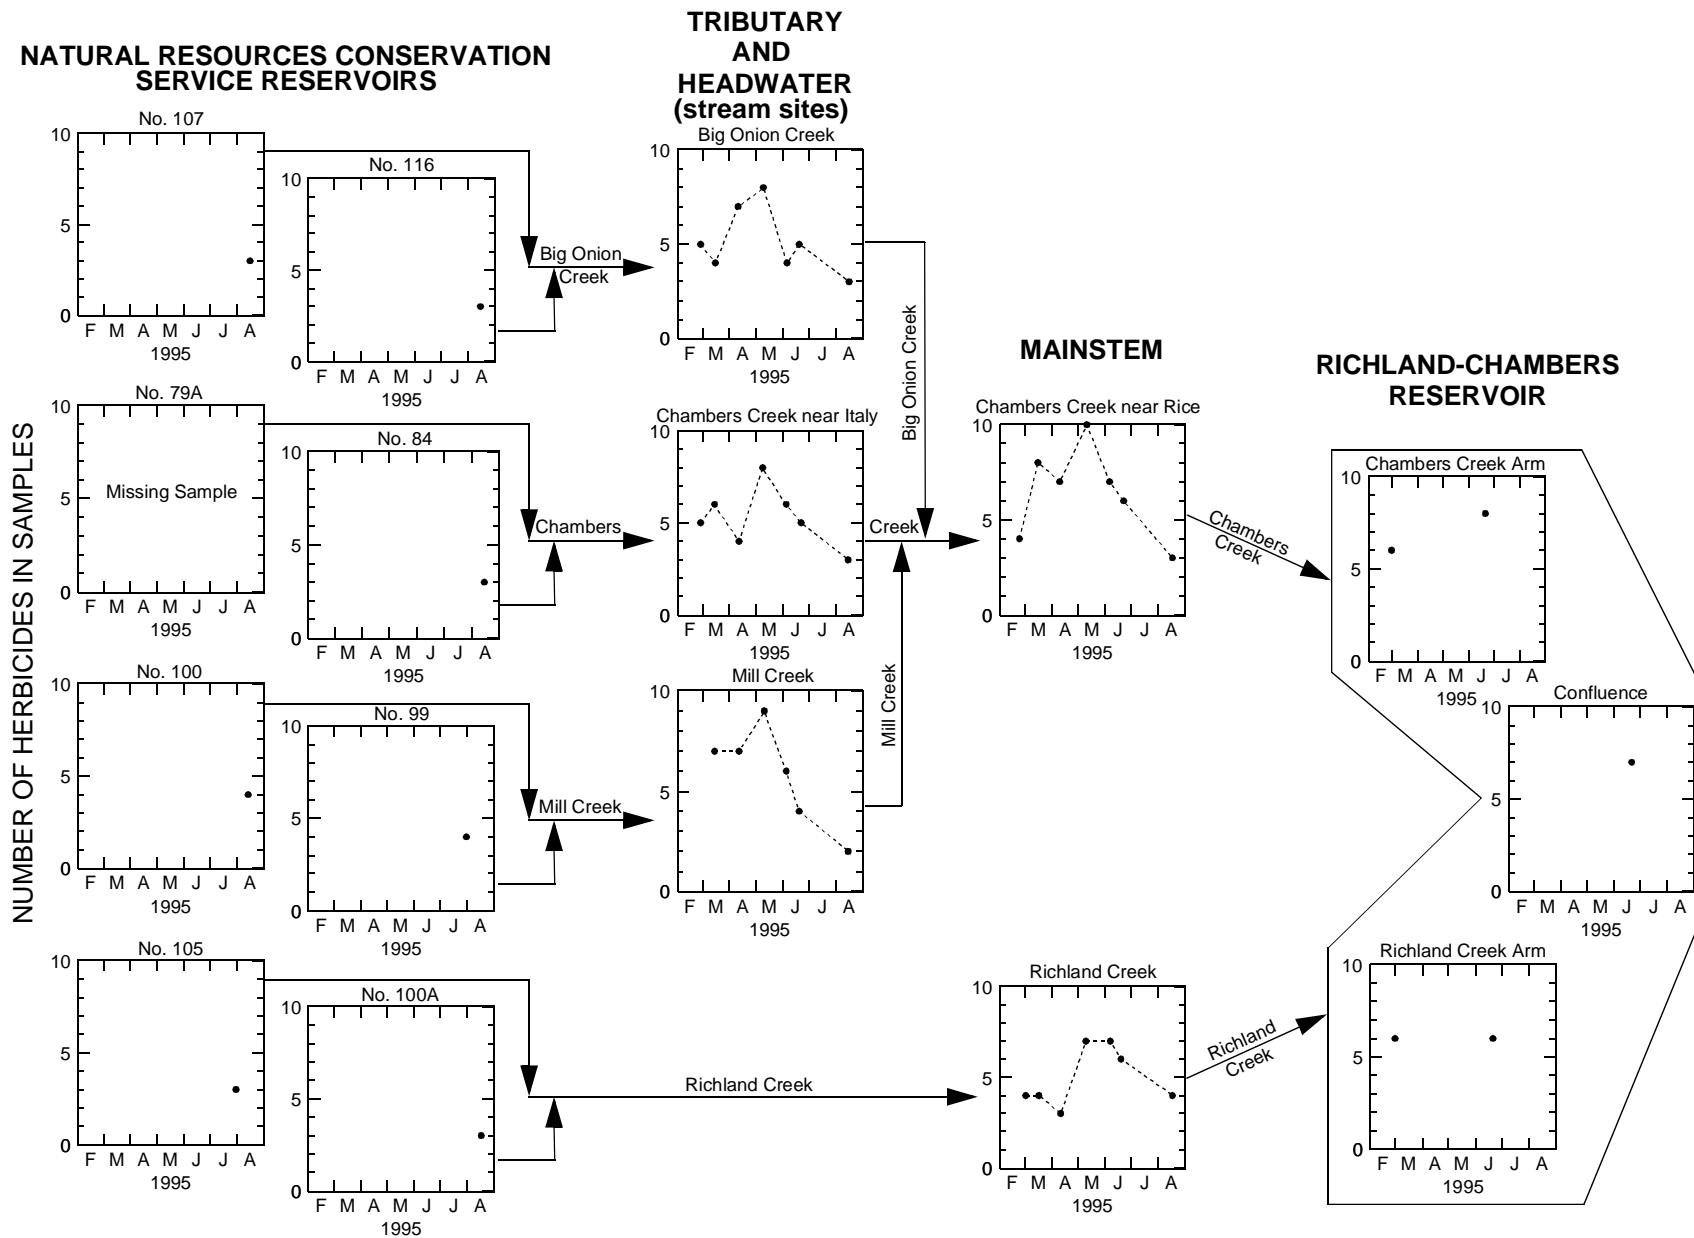 NATURAL RESOURCES CONSERVATION
SERVICE RESERVOIRS
TRIBUTARY
AND
HEADWATER
(stream sites)
MAINSTEM
RICHLAND-CHAMBERS
RESERVOIR
NUMBER OF HERBICIDES IN SAMPLES
No. 107
10
5
0
F M A M J J A
1995
No. 116
10
5
0
F M A M J J A
1995
Big Onion
Creek
Big Onion Creek
10
5
0
F M A M J J A
1995
Big Onion Creek
No. 79A
10
5
0
Missing Sample
F M A M J J A
1995
No. 84
10
5
0
F M A M J J A
1995
Chambers
Chambers Creek near Italy
10
5
0
F M A M J J A
1995
Creek
No. 100
10
5
0
F M A M J J A
1995
No. 99
10
5
0
F M A M J J A
1995
Mill Creek
Mill Creek
10
5
0
F M A M J J A
1995
Mill Creek
Chambers Creek near Rice
10
5
0
F M A M J J A
1995
Chambers
Creek
Chambers Creek Arm
10
5
0
F M A M J J A
1995
Confluence
10
5
0
F M A M J J A
1995
No. 105
10
5
0
F M A M J J A
1995
No. 100A
10
5
0
F M A M J J A
1995
Richland Creek
Richland Creek
10
5
0
F M A M J J A
1995
Richland
Creek
Richland Creek Arm
10
5
0
F M A M J J A
1995